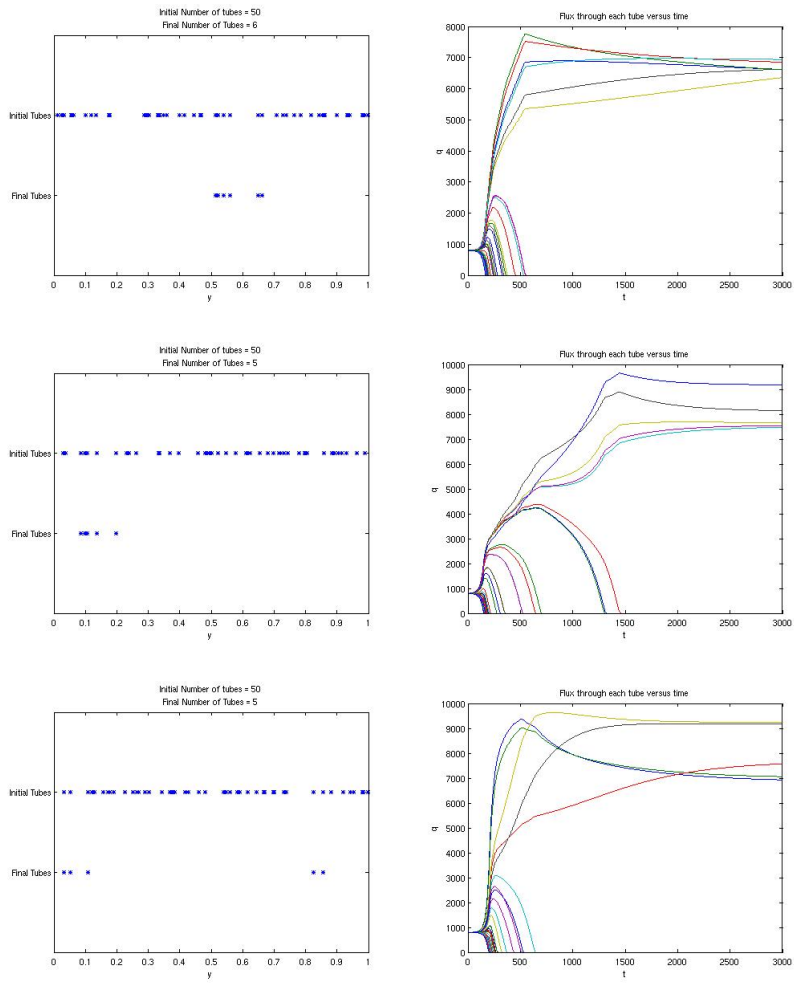 Initial Number of tubes = 50
Final Number of Tubes = 6
Initial Tubes
Final Tubes
0 0.1 0.2 0.3 0.4 0.5 0.6 0.7 0.8 0.9 1
y
Flux through each tube versus time
8000
7000
6000
5000
4000
3000
2000
1000
0
q
0 500 1000 1500 2000 2500 3000
t
Initial Number of tubes = 50
Final Number of Tubes = 5
Initial Tubes
Final Tubes
0 0.1 0.2 0.3 0.4 0.5 0.6 0.7 0.8 0.9 1
y
Flux through each tube versus time
10000
9000
8000
7000
6000
5000
4000
3000
2000
1000
0
q
0 500 1000 1500 2000 2500 3000
t
Initial Number of tubes = 50
Final Number of Tubes = 5
Initial Tubes
Final Tubes
0 0.1 0.2 0.3 0.4 0.5 0.6 0.7 0.8 0.9 1
y
Flux through each tube versus time
10000
9000
8000
7000
6000
5000
4000
3000
2000
1000
0
q
0 500 1000 1500 2000 2500 3000
t